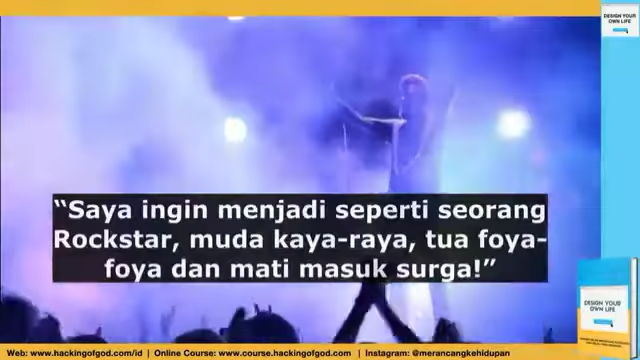 DESIGN YOUR
OWN LIFE
“Saya ingin menjadi seperti seorang
Rockstar, muda kaya-raya, tua foya-
foya dan mati masuk surga!”
DESIGN YOUR
OWN LIFE
Web: www.hackingofgod.com/id | Online Course: www.course.hackingofgod.com | Instagram: @merancangkehidupan